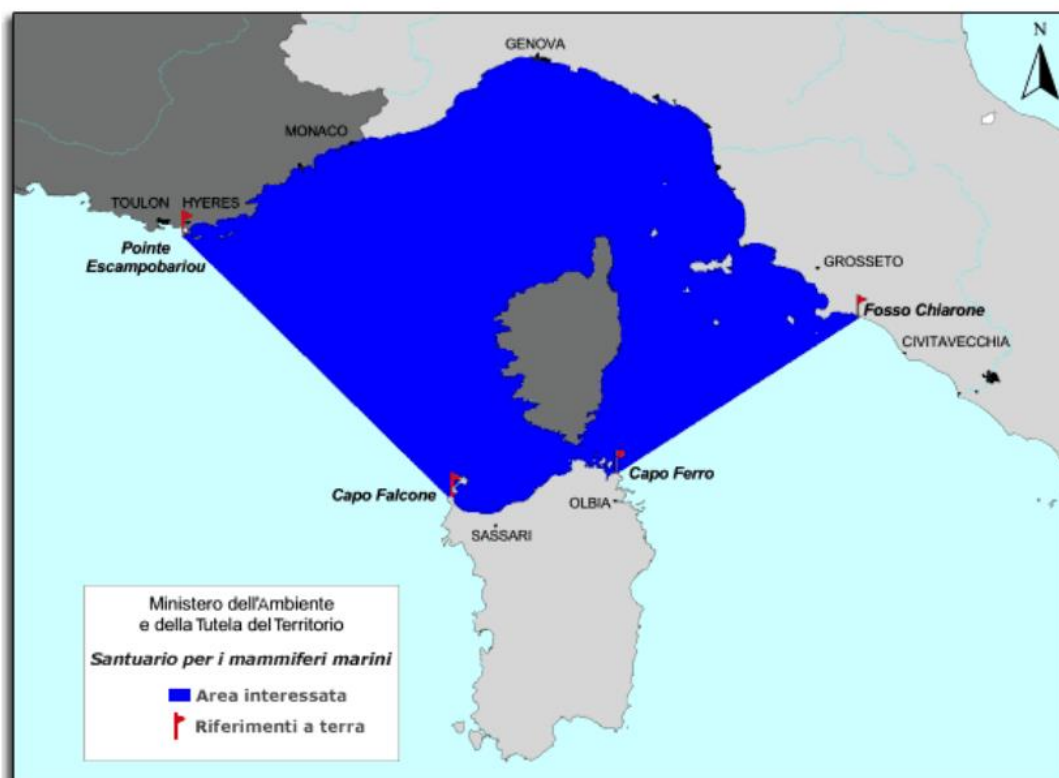 N
GENOVA
MONACO
TOULON HYERES
Pointe
Escampobariou
GROSSETO
Fosso Chiarone
CIVITAVECCHIA
Capo Ferro
Capo Falcone
OLBIA
SASSARI
Ministero dell'Ambiente
e della Tutela del Territorio
Santuario per i mammiferi marini
Area interessata
Riferimenti a terra